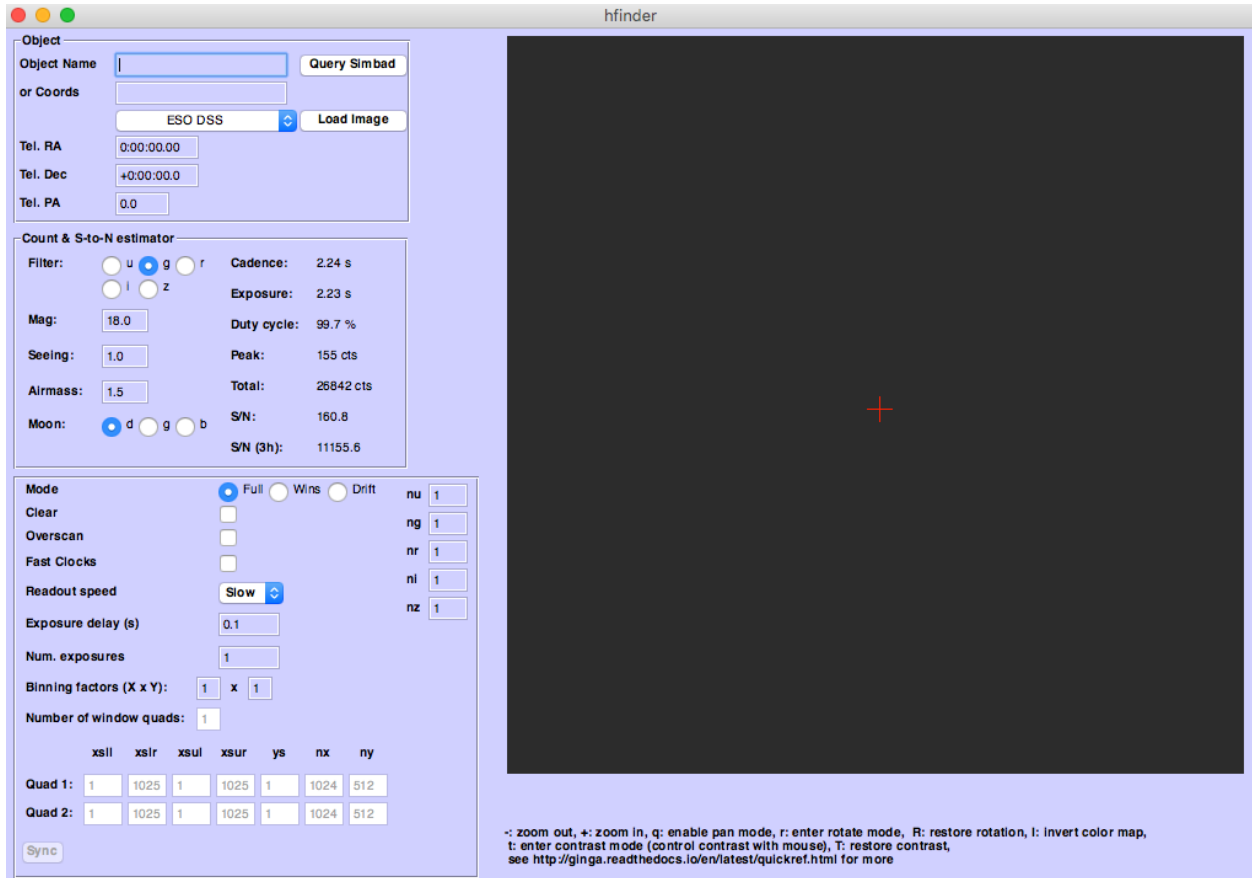 hfinder
Object
Object Name Query Simbad
or Coords
ESO DSS Load Image
Tel. RA 0:00:00.00
Tel. Dec +0:00:00.0
Tel. PA 0.0
Count & S-to-N estimator
Filter: u g r
i z
Mag: 18.0
Seeing: 1.0
Airmass: 1.5
Moon: d g b
Cadence: 2.24 s
Exposure: 2.23 s
Duty cycle: 99.7 %
Peak: 155 cts
Total: 26842 cts
S/N: 160.8
S/N (3h): 11155.6
Mode Full Wins Drift
Clear
Overscan
Fast Clocks
Readout speed Slow
Exposure delay (s) 0.1
Num. exposures 1
Binning factors (X x Y): 1 x 1
Number of window quads: 1
nu 1
ng 1
nr 1
ni 1
nz 1
xsll xslr xsul xsur ys nx ny
Quad 1: 1 1025 1 1025 1 1024 512
Quad 2: 1 1025 1 1025 1 1024 512
Sync
-: zoom out, +: zoom in, q: enable pan mode, r: enter rotate mode, R: restore rotation, I: invert color map,
t: enter contrast mode (control contrast with mouse), T: restore contrast,
see http://ginga.readthedocs.io/en/latest/quickref.html for more